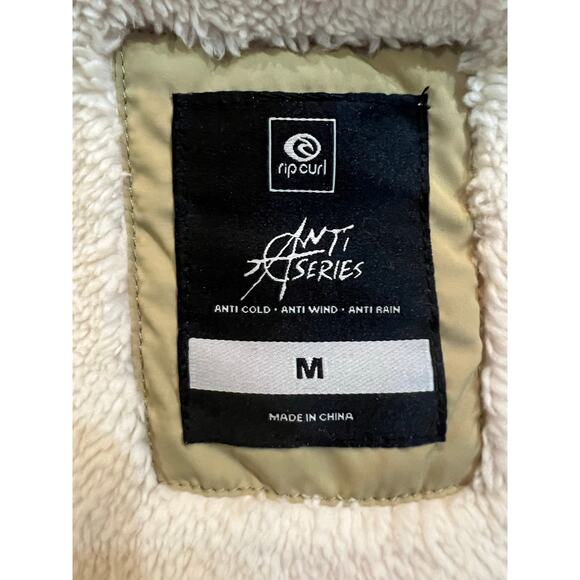 rip curl
ANTI
SERIES
ANTI COLD · ANTI WIND · ANTI RAIN
M
MADE IN CHINA